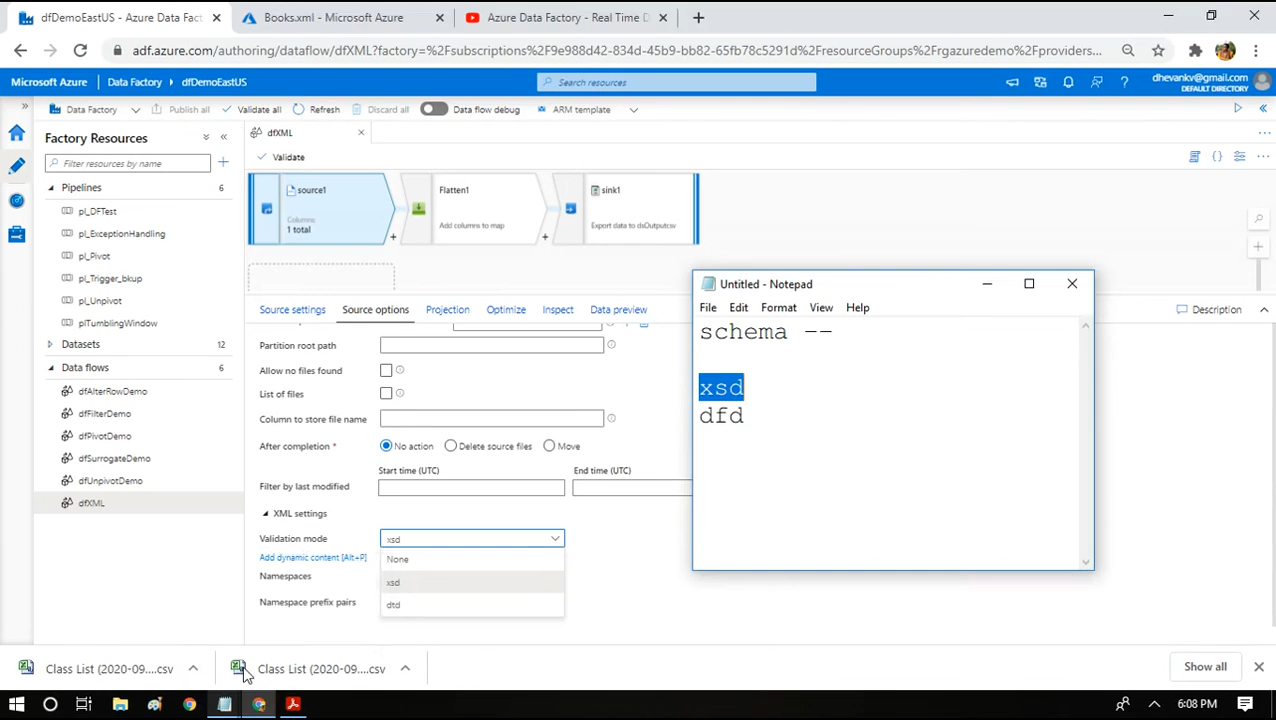 dfDemoEastUS
Books.xml - Microsoft Azure
Azure Data Factory - Real Time D
adf.azure.com/authoring/dataflow/dfXML?factory=%2Fsubscriptions%2F9e988d42-834d-45b9-bb82-65fb78c5291d%2FresourceGroups%2Frgazuredemo%2Fproviders...
Microsoft Azure
Data Factory
dfDemoEastUS
Search resources
dhevankv@gmail.com
DEFAULT DIRECTORY
Data Factory
Publish all
Validate all
Refresh
Discard all
Data flow debug
ARM template
Factory Resources
Filter resources by name
Pipelines 6
pl_DFTest
pl_ExceptionHandling
pl_Pivot
pl_Trigger_bkup
pl_Unpivot
plTumblingWindow
Datasets 12
Data flows 6
dfAlterRowDemo
dfFilterDemo
dfPivotDemo
dfSurrogateDemo
dfUnpivotDemo
dfXML
dfXML
Validate
source1
Columns
1 total
Flatten1
Add columns to map
sink1
Export data to dsOutputcsv
Source settings
Source options
Projection
Optimize
Inspect
Data preview
Description
Partition root path
Allow no files found
List of files
Column to store file name
After completion *
No action
Delete source files
Move
Start time (UTC)
End time (UTC)
Filter by last modified
XML settings
Validation mode
xsd
Add dynamic content [Alt+P]
None
Namespaces
xsd
Namespace prefix pairs
dtd
Untitled - Notepad
File Edit Format View Help
schema --
xsd
dfd
Class List (2020-09....csv
Class List (2020-09....csv
Show all
6:08 PM